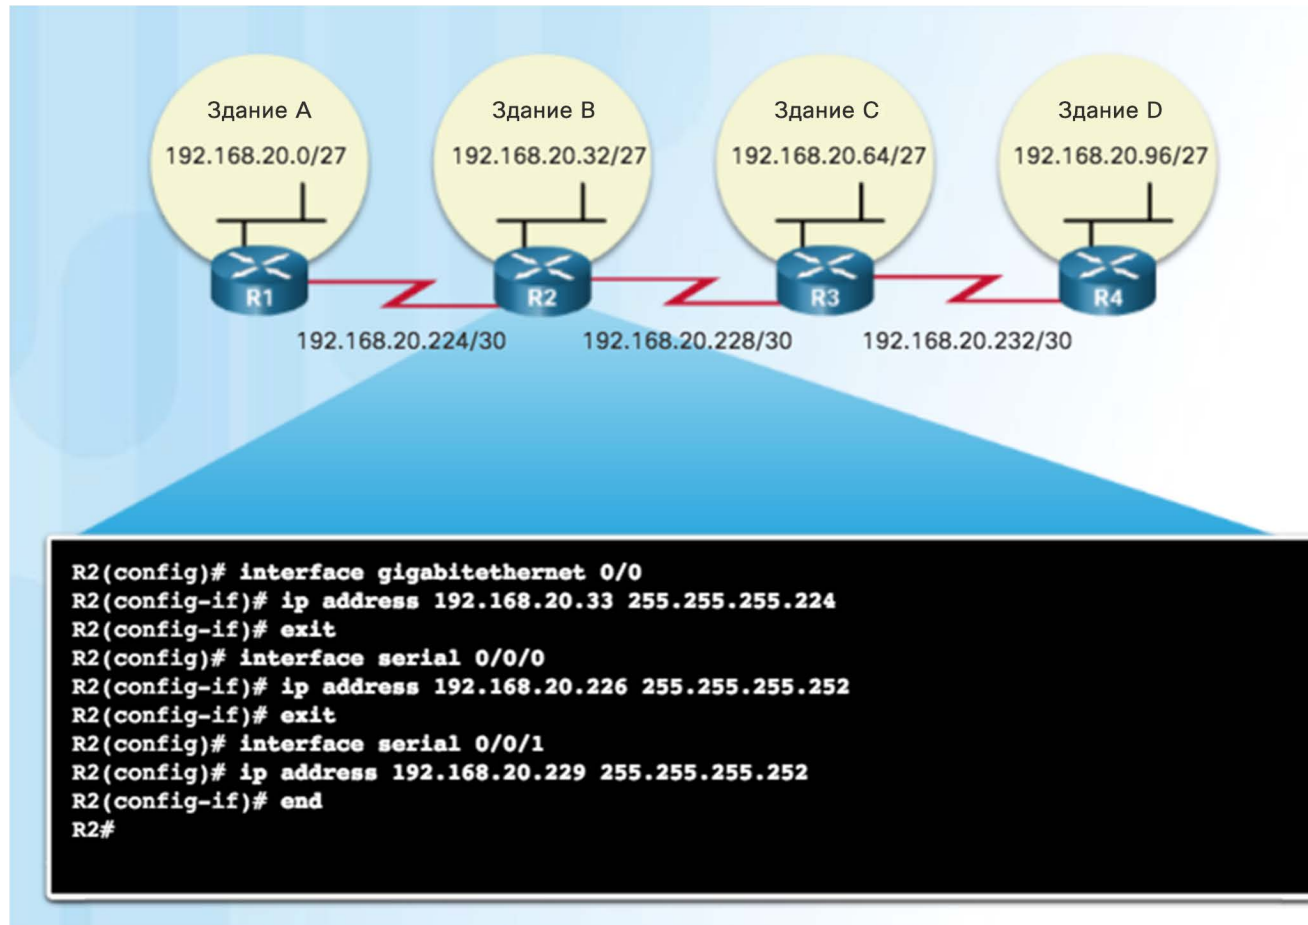 Здание A
192.168.20.0/27
Здание B
192.168.20.32/27
Здание C
192.168.20.64/27
Здание D
192.168.20.96/27
R1
R2
R3
R4
192.168.20.224/30
192.168.20.228/30
192.168.20.232/30
R2(config)# interface gigabitethernet 0/0
R2(config-if)# ip address 192.168.20.33 255.255.255.224
R2(config-if)# exit
R2(config)# interface serial 0/0/0
R2(config-if)# ip address 192.168.20.226 255.255.255.252
R2(config-if)# exit
R2(config)# interface serial 0/0/1
R2(config)# ip address 192.168.20.229 255.255.255.252
R2(config-if)# end
R2#